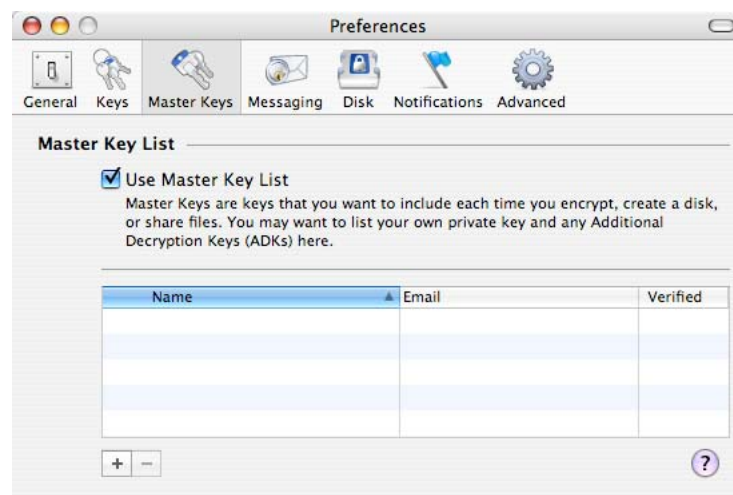 Preferences
General Keys Master Keys Messaging Disk Notifications Advanced
Master Key List
Use Master Key List
Master Keys are keys that you want to include each time you encrypt, create a disk,
or share files. You may want to list your own private key and any Additional
Decryption Keys (ADKs) here.
Name Email Verified
+ −
?